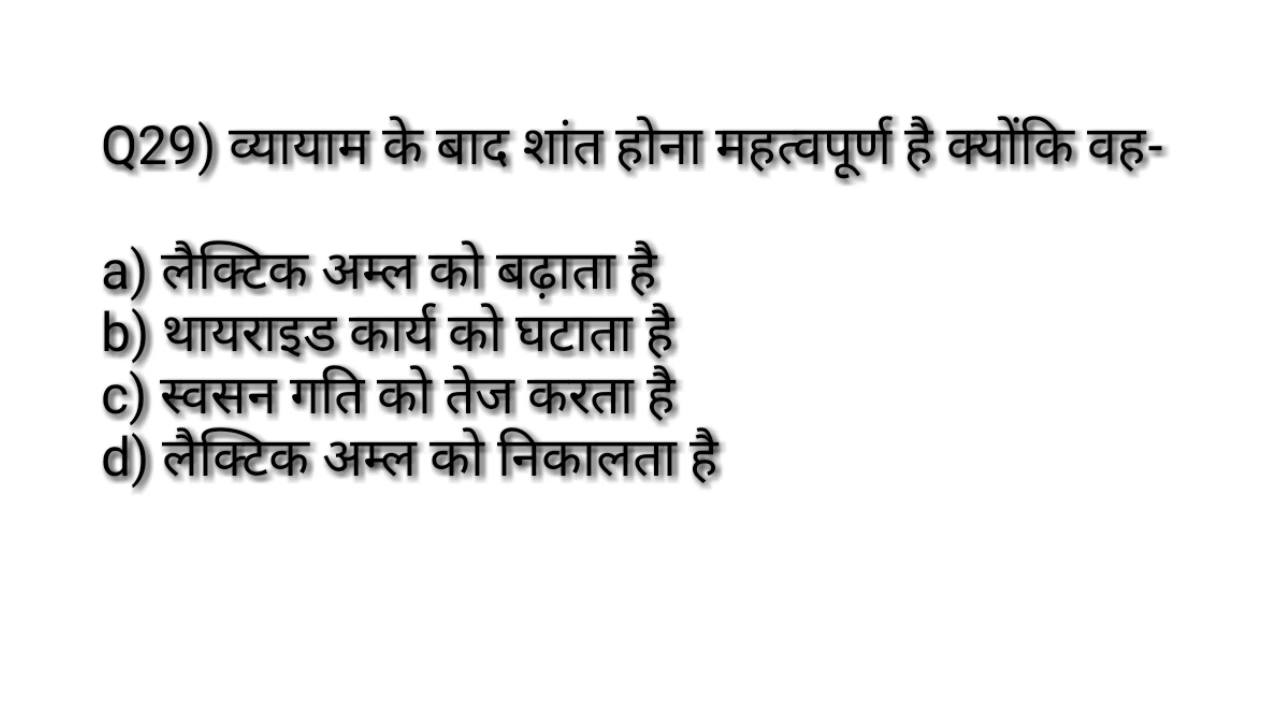 Q29) व्यायाम के बाद शांत होना महत्वपूर्ण है क्योंकि वह-
a) लैक्टिक अम्ल को बढ़ाता है
b) थायराइड कार्य को घटाता है
c) स्वसन गति को तेज करता है
d) लैक्टिक अम्ल को निकालता है